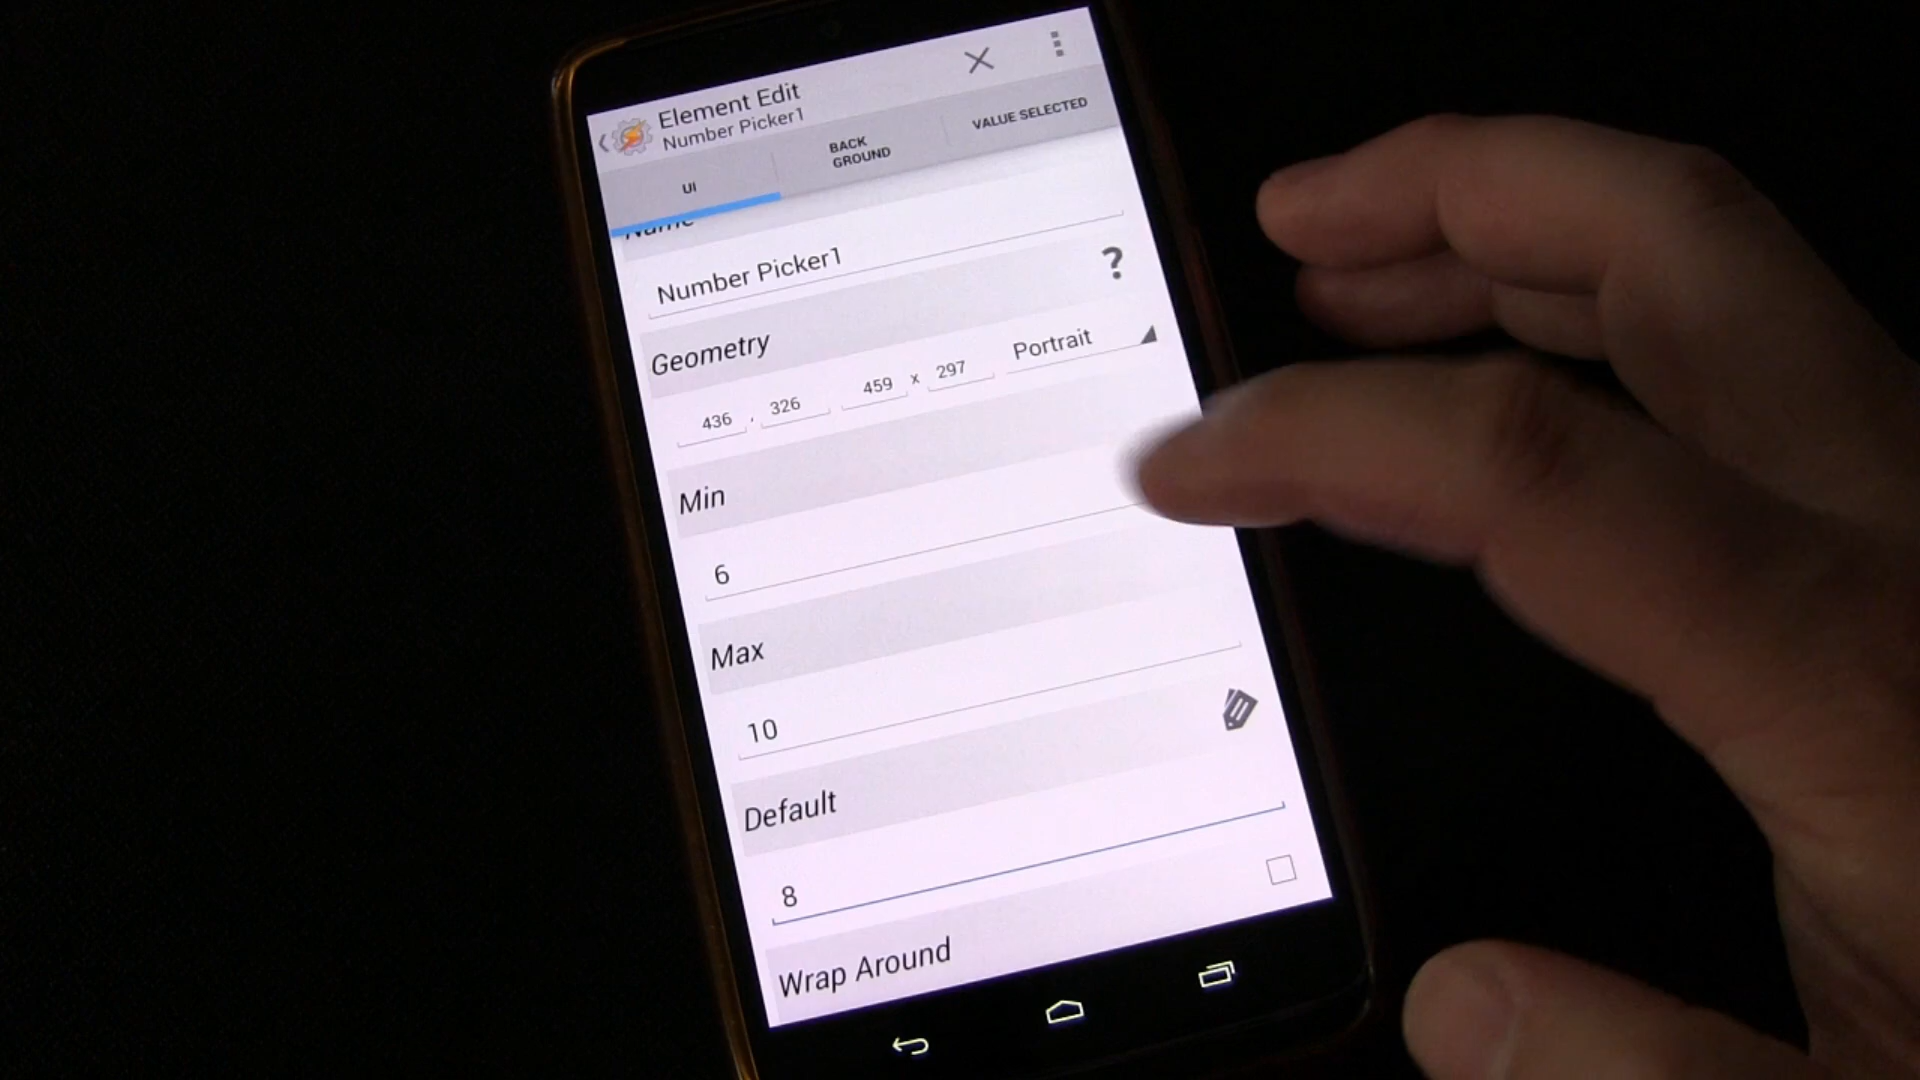 Element Edit
Number Picker1
UI
BACK
GROUND
VALUE SELECTED
Name
Number Picker1
Geometry
?
436 , 326 459 x 297 Portrait
Min
6
Max
10
Default
8
Wrap Around